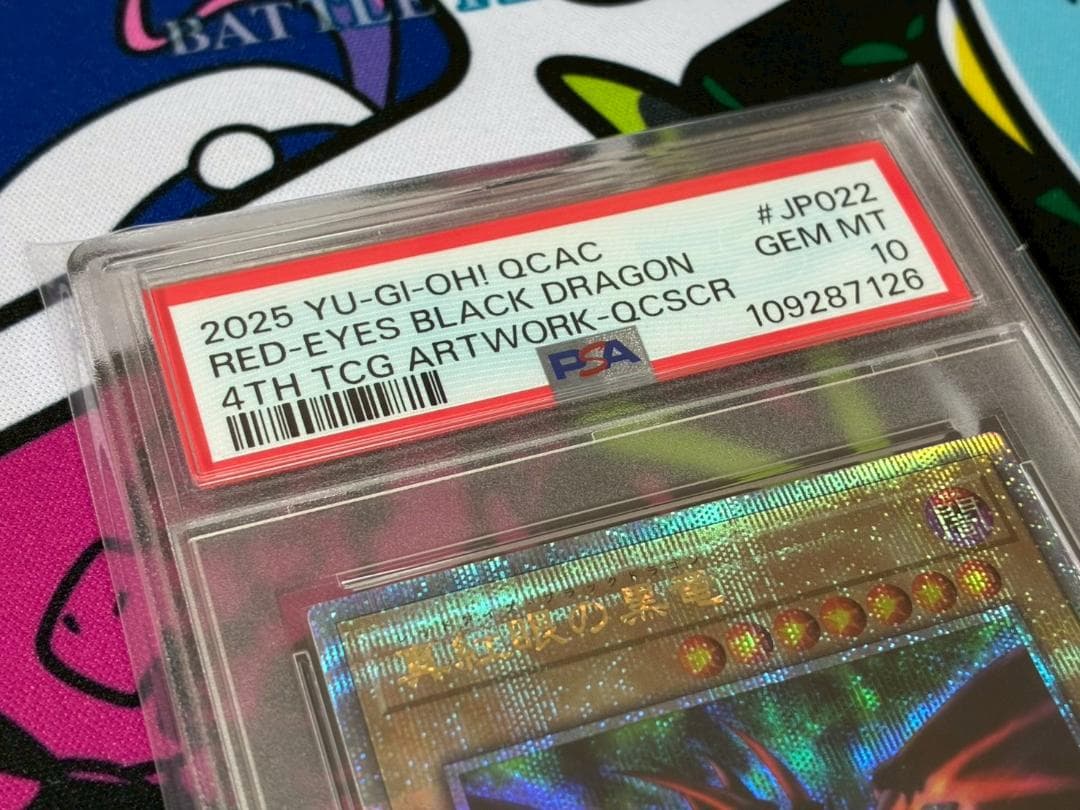 BATTLE
2025 YU-GI-OH! QCAC
RED-EYES BLACK DRAGON
4TH TCG ARTWORK-QCSCR
# JP022
GEM MT
10
109287126
PSA
闇
真紅眼の黒竜